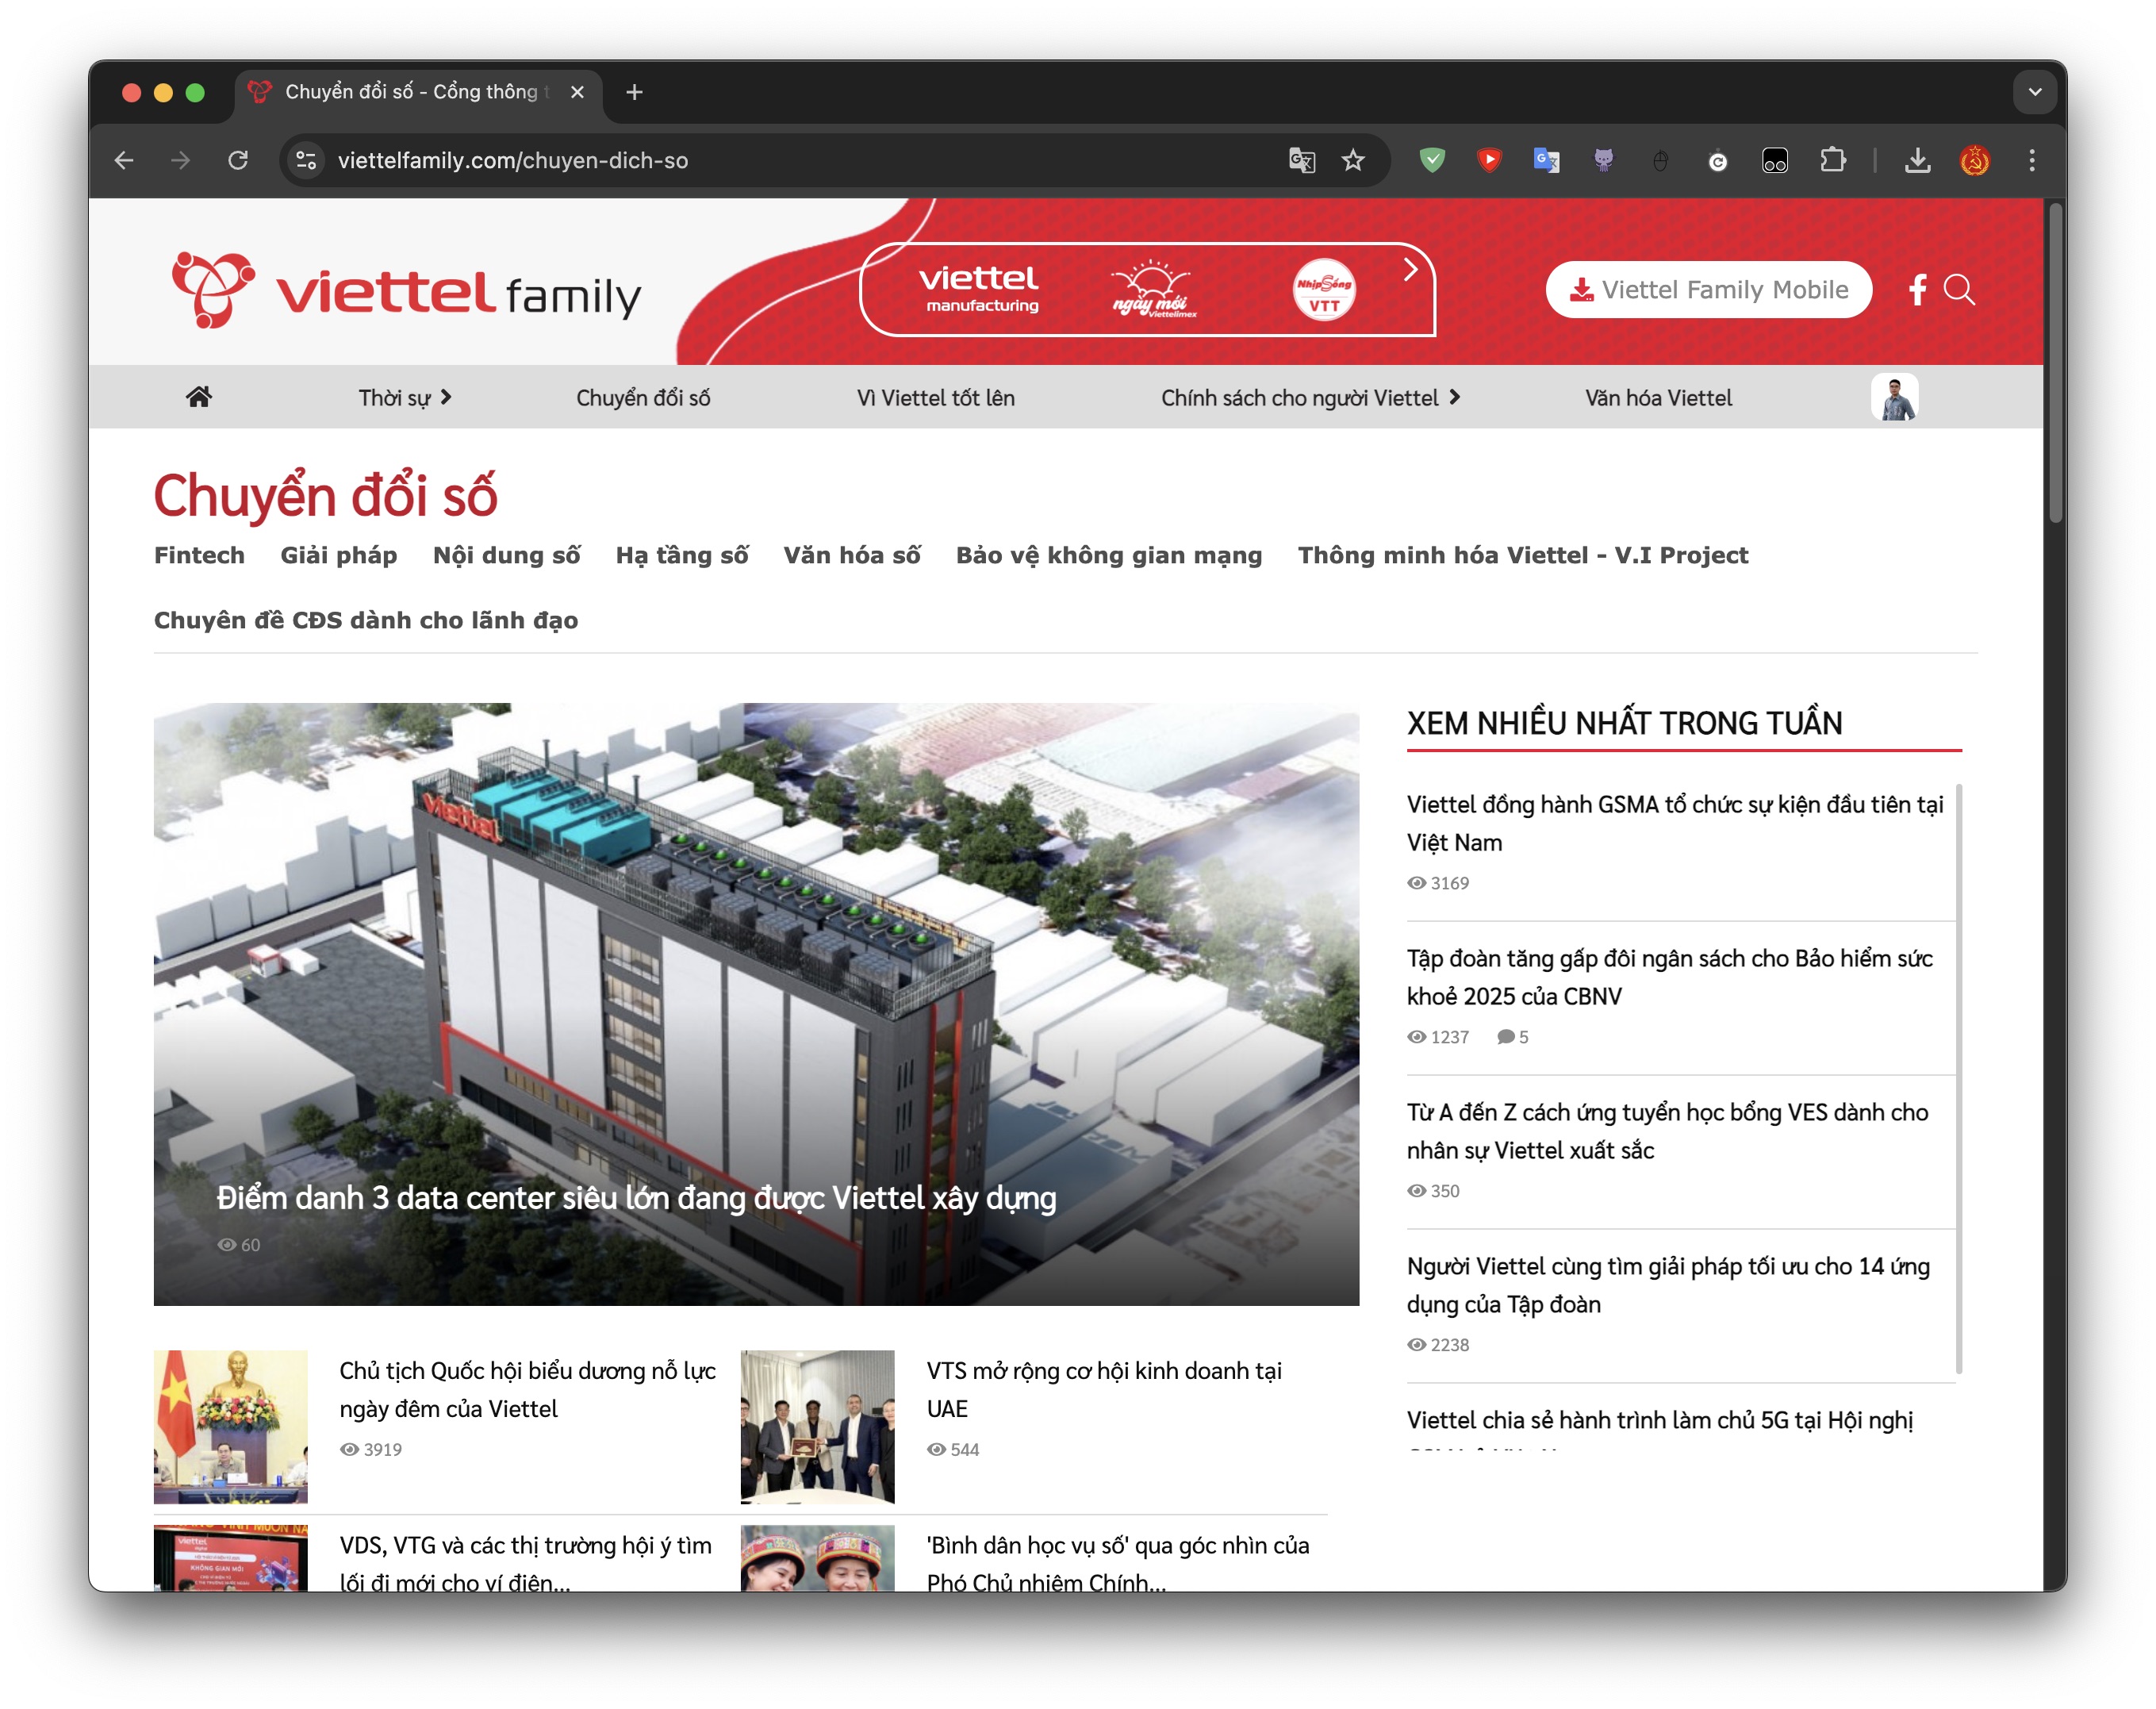 Chuyển đổi số - Cổng thông t
viettelfamily.com/chuyen-dich-so
viettel family
viettel
manufacturing
ngày mới
Viettelimex
Nhịp Sóng
VTT
Viettel Family Mobile
Thời sự
Chuyển đổi số
Vì Viettel tốt lên
Chính sách cho người Viettel
Văn hóa Viettel
Chuyển đổi số
Fintech
Giải pháp
Nội dung số
Hạ tầng số
Văn hóa số
Bảo vệ không gian mạng
Thông minh hóa Viettel - V.I Project
Chuyên đề CĐS dành cho lãnh đạo
viettel
Điểm danh 3 data center siêu lớn đang được Viettel xây dựng
60
Chủ tịch Quốc hội biểu dương nỗ lực
ngày đêm của Viettel
3919
VTS mở rộng cơ hội kinh doanh tại
UAE
544
viettel
KHÔNG GIAN MỚI
VDS, VTG và các thị trường hội ý tìm
lối đi mới cho ví điện...
'Bình dân học vụ số' qua góc nhìn của
Phó Chủ nhiệm Chính...
XEM NHIỀU NHẤT TRONG TUẦN
Viettel đồng hành GSMA tổ chức sự kiện đầu tiên tại
Việt Nam
3169
Tập đoàn tăng gấp đôi ngân sách cho Bảo hiểm sức
khoẻ 2025 của CBNV
1237
5
Từ A đến Z cách ứng tuyển học bổng VES dành cho
nhân sự Viettel xuất sắc
350
Người Viettel cùng tìm giải pháp tối ưu cho 14 ứng
dụng của Tập đoàn
2238
Viettel chia sẻ hành trình làm chủ 5G tại Hội nghị